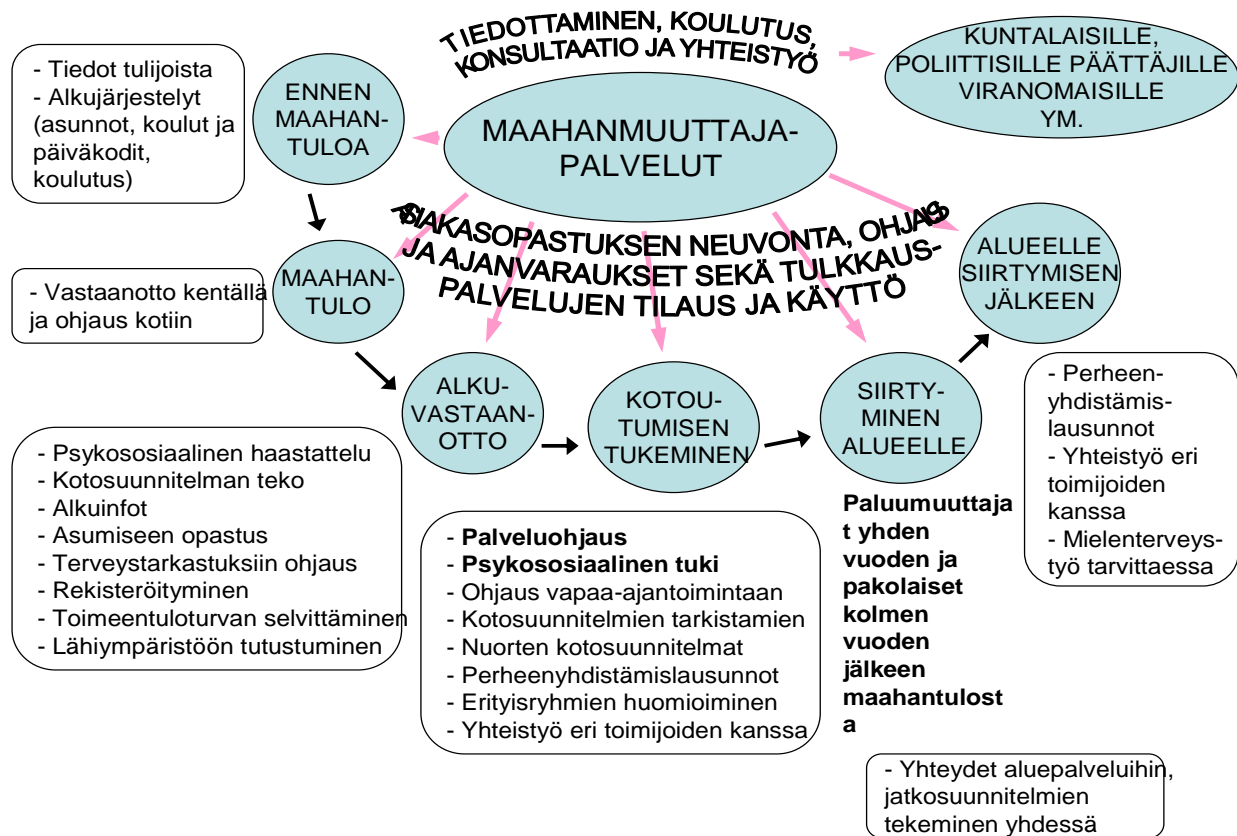 TIEDOTTAMINEN, KOULUTUS,
KONSULTAATIO JA YHTEISTYÖ
KUNTALAISILLE,
POLIITTISILLE PÄÄTTÄJILLE
VIRANOMAISILLE
YM.
- Tiedot tulijoista
- Alkujärjestelyt
(asunnot, koulut ja
päiväkodit,
koulutus)
ENNEN
MAAHAN-
TULOA
MAAHANMUUTTAJA-
PALVELUT
ASIAKASOPASTUKSEN NEUVONTA, OHJAUS
JA AJANVARAUKSET SEKÄ TULKKAUS-
PALVELUJEN TILAUS JA KÄYTTÖ
- Vastaanotto kentällä
ja ohjaus kotiin
MAAHAN-
TULO
ALUEELLE
SIIRTYMISEN
JÄLKEEN
ALKU-
VASTAAN-
OTTO
KOTOU-
TUMISEN
TUKEMINEN
SIIRTY-
MINEN
ALUEELLE
- Perheen-
yhdistämis-
lausunnot
- Yhteistyö eri
toimijoiden
kanssa
- Mielenterveys-
työ tarvittaessa
- Psykososiaalinen haastattelu
- Kotosuunnitelman teko
- Alkuinfot
- Asumiseen opastus
- Terveystarkastuksiin ohjaus
- Rekisteröityminen
- Toimeentuloturvan selvittäminen
- Lähiympäristöön tutustuminen
- Palveluohjaus
- Psykososiaalinen tuki
- Ohjaus vapaa-ajantoimintaan
- Kotosuunnitelmien tarkistamien
- Nuorten kotosuunnitelmat
- Perheenyhdistämislausunnot
- Erityisryhmien huomioiminen
- Yhteistyö eri toimijoiden kanssa
Paluumuuttaja
t yhden
vuoden ja
pakolaiset
kolmen
vuoden
jälkeen
maahantulost
a
- Yhteydet aluepalveluihin,
jatkosuunnitelmien
tekeminen yhdessä